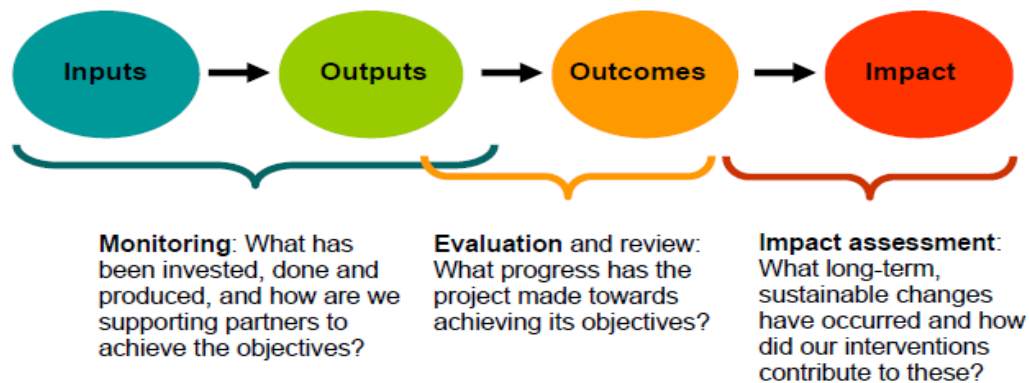 Inputs
Outputs
Outcomes
Impact
Monitoring: What has
been invested, done and
produced, and how are we
supporting partners to
achieve the objectives?
Evaluation and review:
What progress has the
project made towards
achieving its objectives?
Impact assessment:
What long-term,
sustainable changes
have occurred and how
did our interventions
contribute to these?